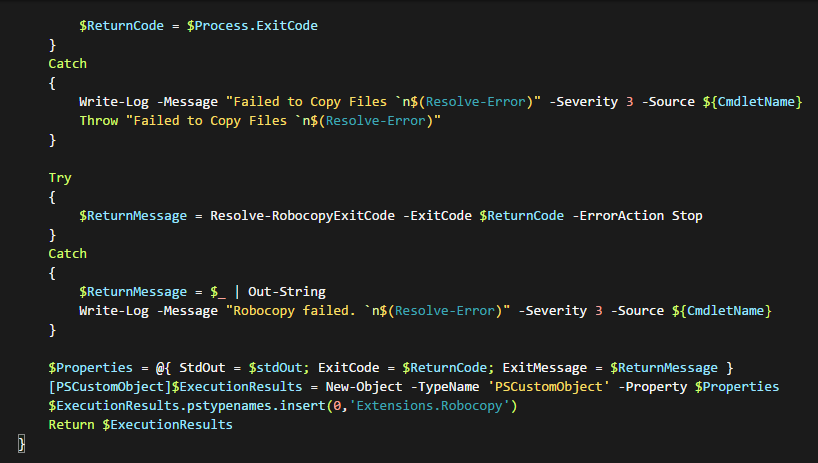 $ReturnCode = $Process.ExitCode
}
Catch
{
Write-Log -Message "Failed to Copy Files `n$(Resolve-Error)" -Severity 3 -Source ${CmdletName}
Throw "Failed to Copy Files `n$(Resolve-Error)"
}
Try
{
$ReturnMessage = Resolve-RobocopyExitCode -ExitCode $ReturnCode -ErrorAction Stop
}
Catch
{
$ReturnMessage = $_ | Out-String
Write-Log -Message "Robocopy failed. `n$(Resolve-Error)" -Severity 3 -Source ${CmdletName}
}
$Properties = @{ StdOut = $stdOut; ExitCode = $ReturnCode; ExitMessage = $ReturnMessage }
[PSCustomObject]$ExecutionResults = New-Object -TypeName 'PSCustomObject' -Property $Properties
$ExecutionResults.pstypenames.insert(0,'Extensions.Robocopy')
Return $ExecutionResults
}